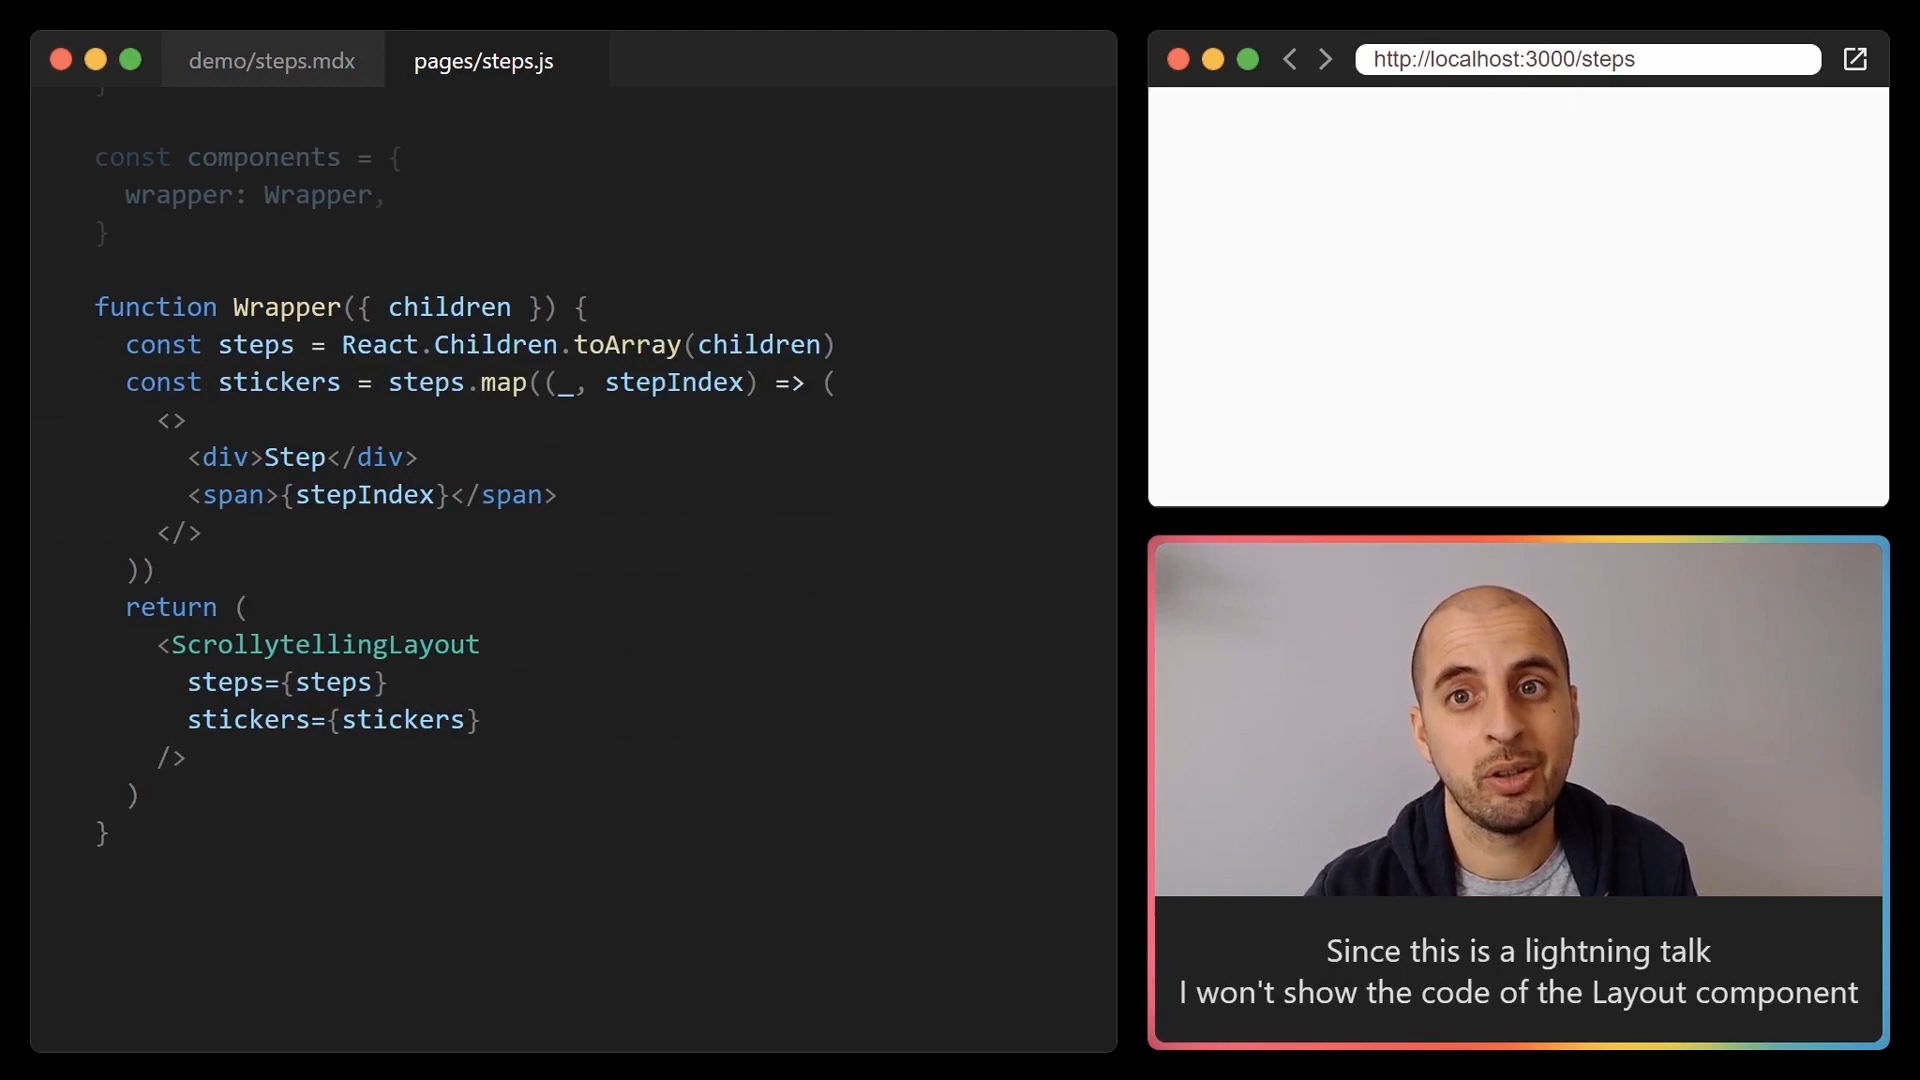 demo/steps.mdx
pages/steps.js
}
const components = {
  wrapper: Wrapper,
}
function Wrapper({ children }) {
  const steps = React.Children.toArray(children)
  const stickers = steps.map((_, stepIndex) => (
    <>
      <div>Step</div>
      <span>{stepIndex}</span>
    </>
  ))
  return (
    <ScrollytellingLayout
      steps={steps}
      stickers={stickers}
    />
  )
}
http://localhost:3000/steps
Since this is a lightning talk
I won't show the code of the Layout component